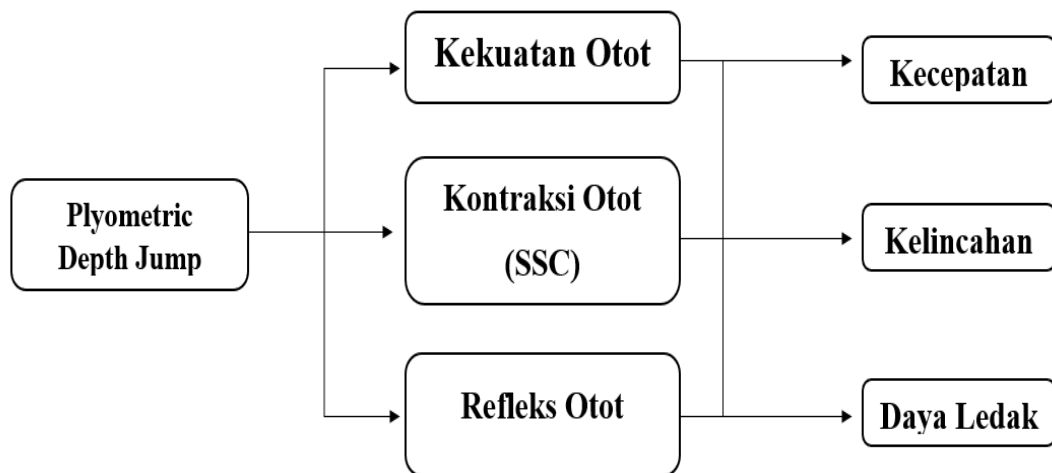 Plyometric
Depth Jump
Kekuatan Otot
Kontraksi Otot
(SSC)
Refleks Otot
Kecepatan
Kelincahan
Daya Ledak